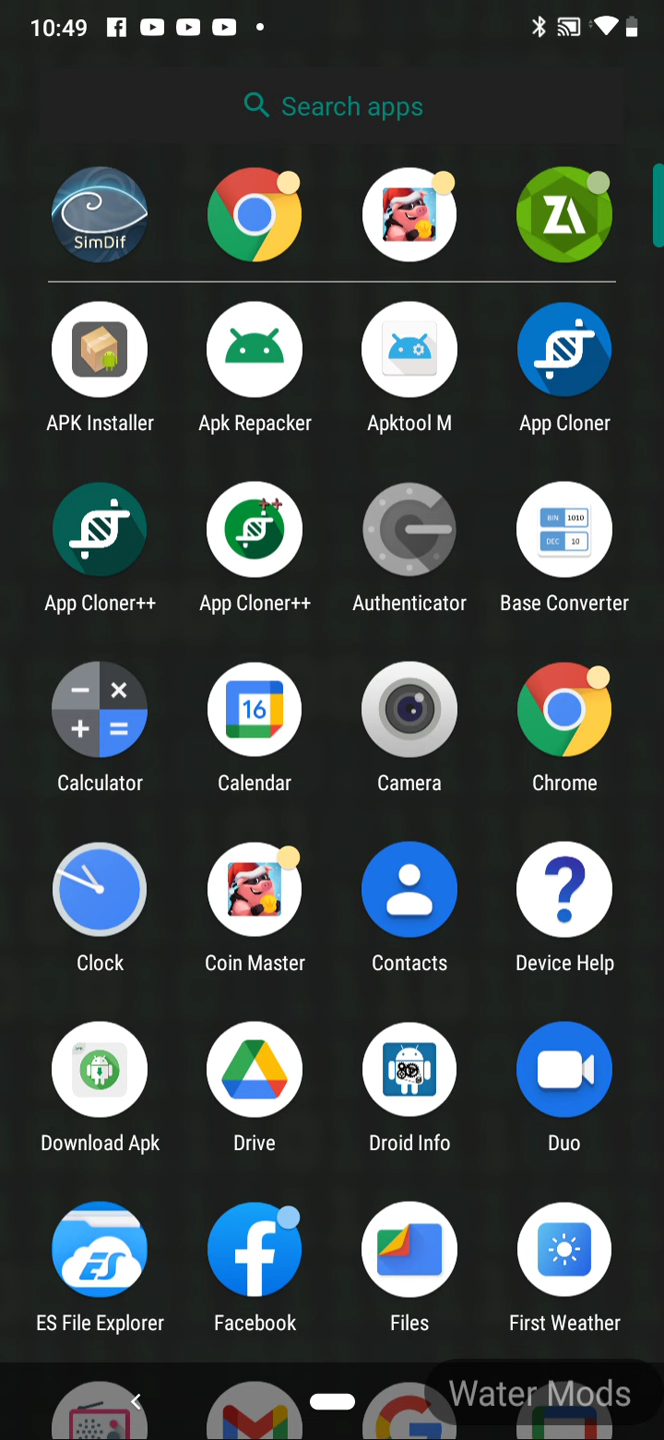 10:49
Search apps
SimDif
ZA
APK Installer
Apk Repacker
Apktool M
App Cloner
BIN 1010
DEC 10
App Cloner++
App Cloner++
Authenticator
Base Converter
16
Calculator
Calendar
Camera
Chrome
Clock
Coin Master
Contacts
Device Help
Download Apk
Drive
Droid Info
Duo
ES
ES File Explorer
Facebook
Files
First Weather
Water Mods